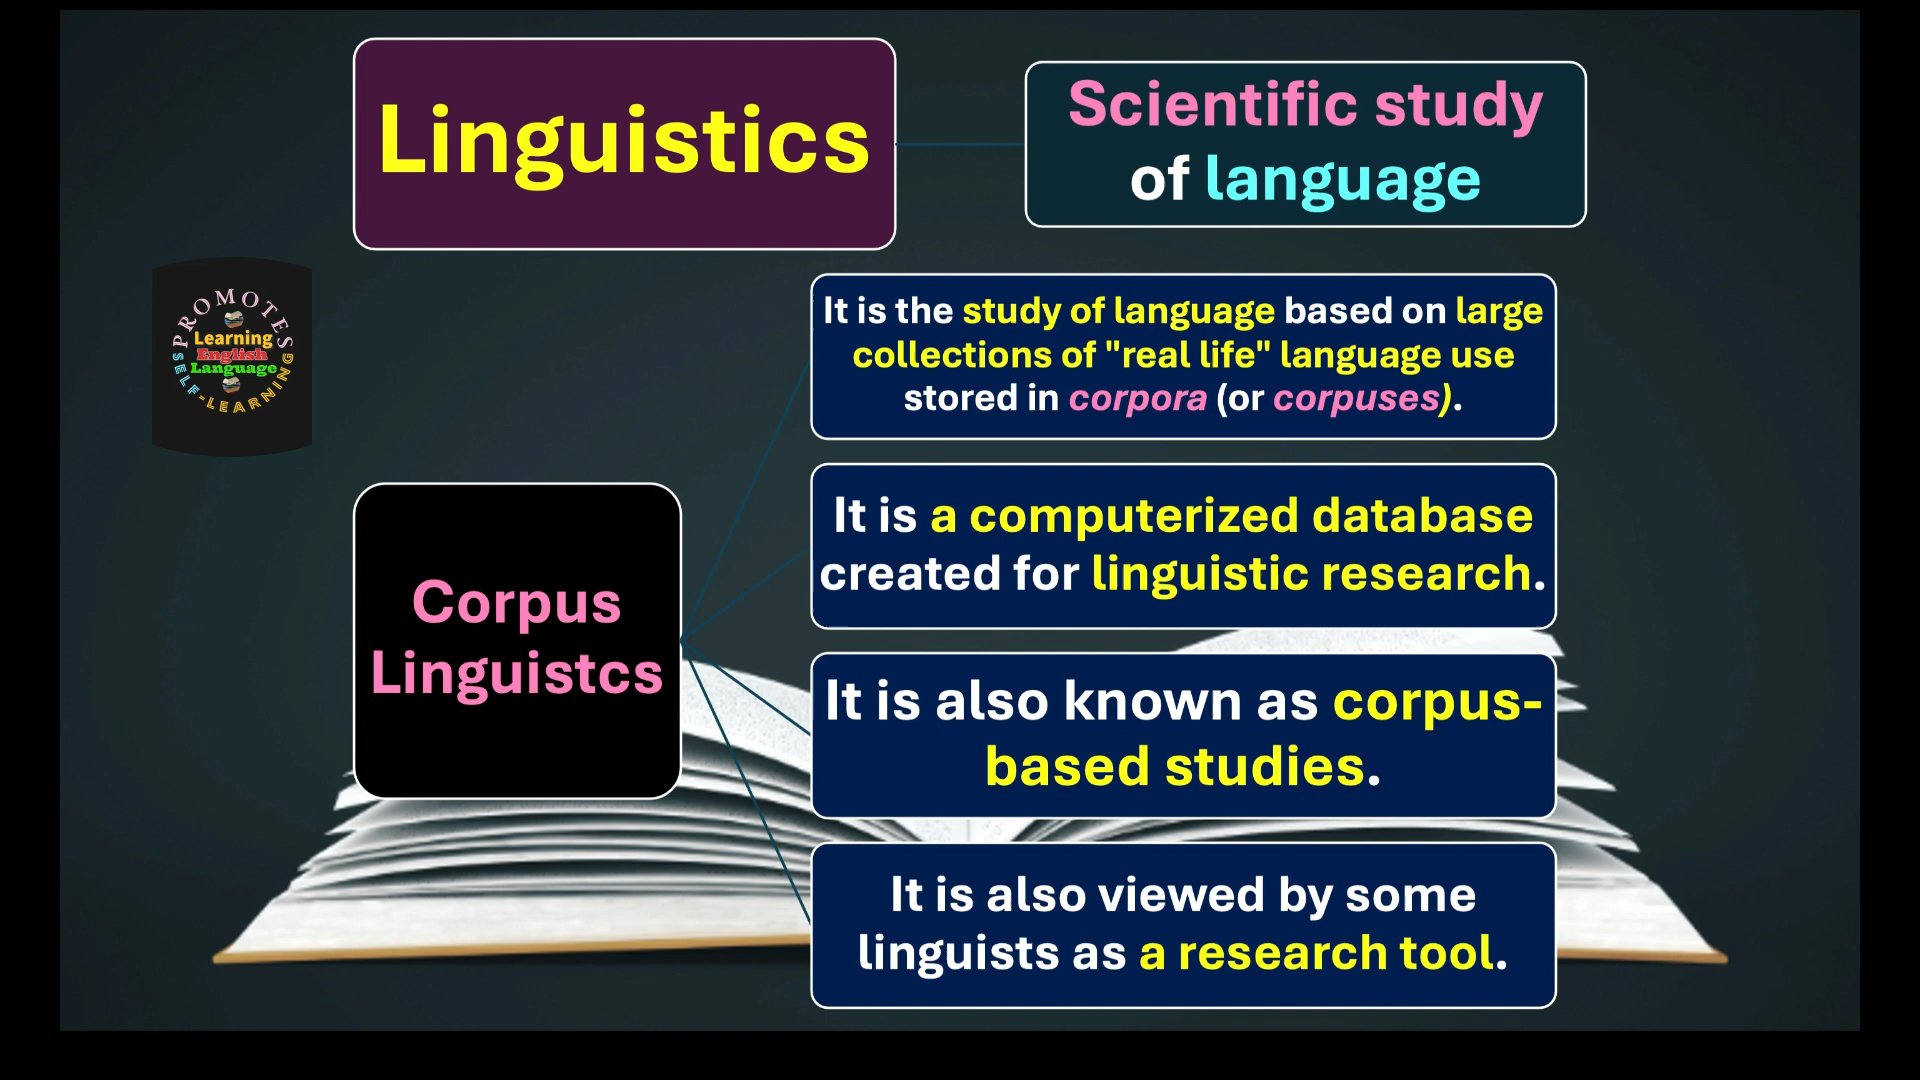 Linguistics
Scientific study
of language
PROMOTES
Learning
English
Language
SELF-LEARNING
It is the study of language based on large
collections of "real life" language use
stored in corpora (or corpuses).
Corpus
Linguistcs
It is a computerized database
created for linguistic research.
It is also known as corpus-
based studies.
It is also viewed by some
linguists as a research tool.